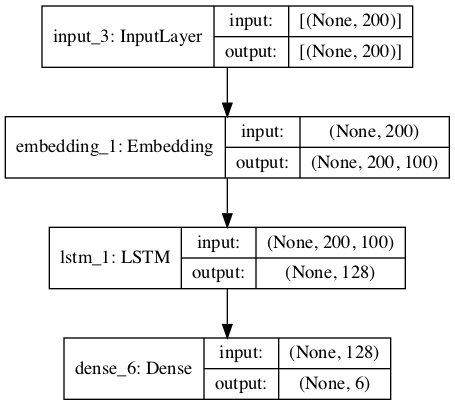 input_3: InputLayer input: [(None, 200)]
output: [(None, 200)]
embedding_1: Embedding input: (None, 200)
output: (None, 200, 100)
lstm_1: LSTM input: (None, 200, 100)
output: (None, 128)
dense_6: Dense input: (None, 128)
output: (None, 6)